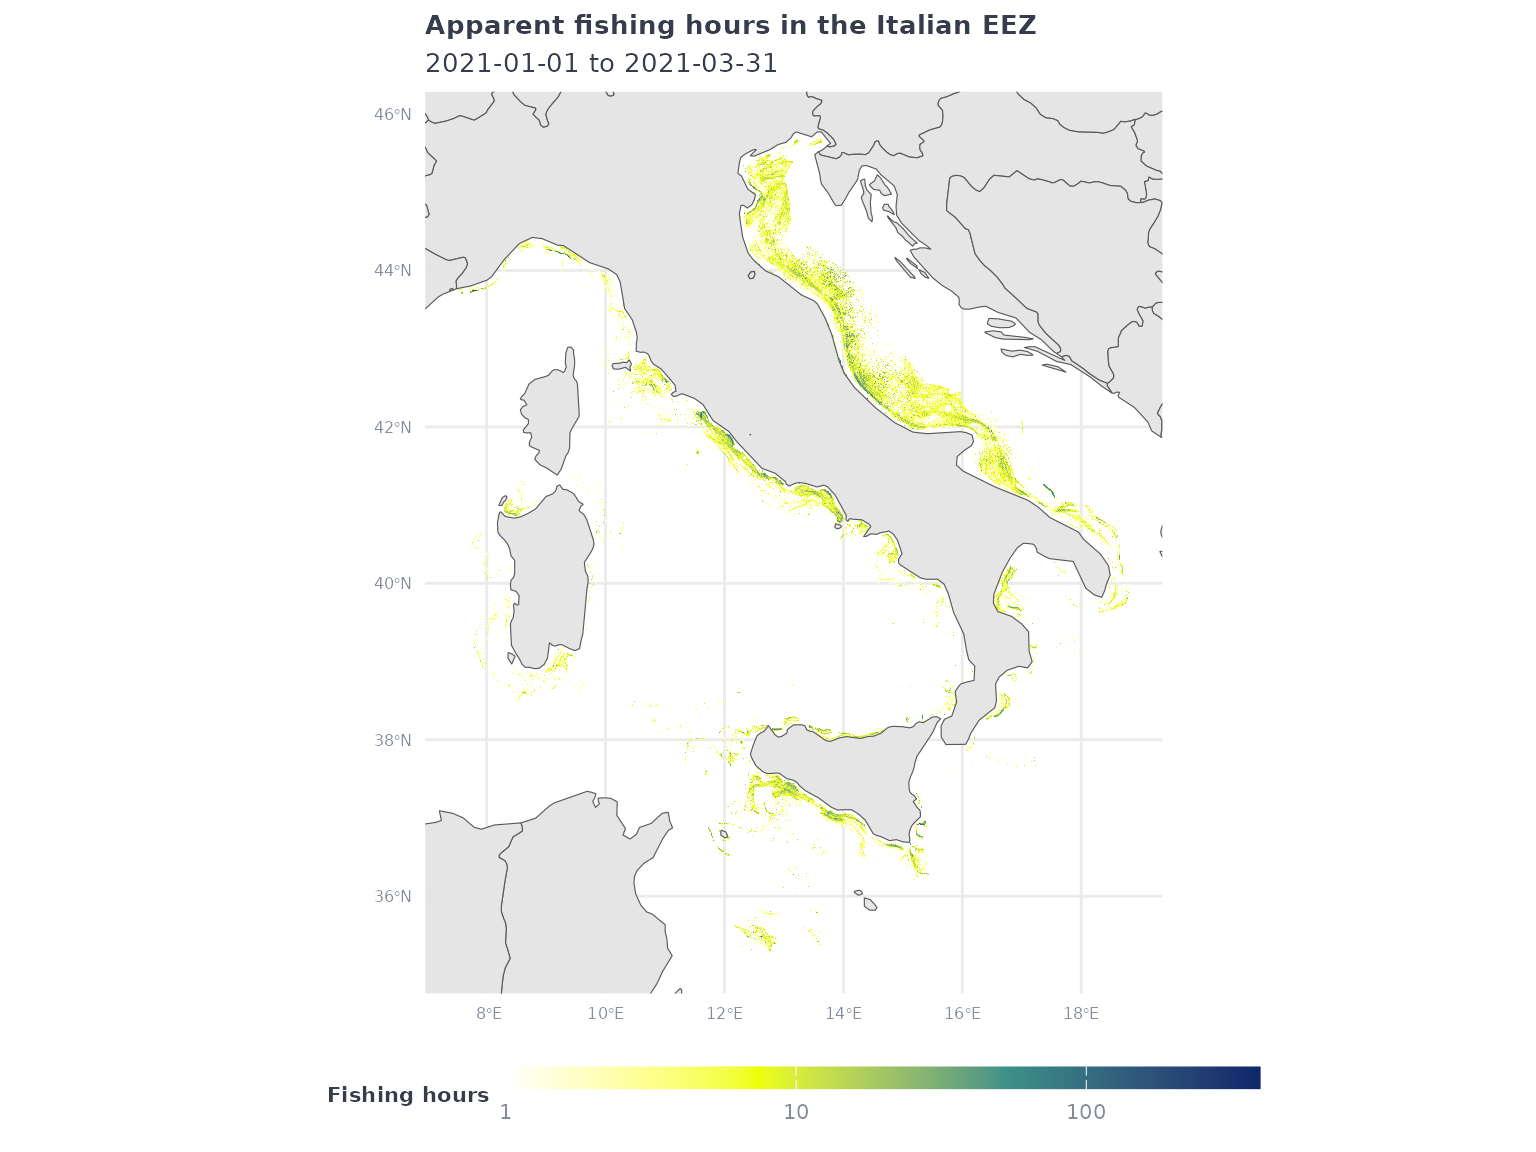 Apparent fishing hours in the Italian EEZ
2021-01-01 to 2021-03-31
46°N
44°N
42°N
40°N
38°N
36°N
8°E 10°E 12°E 14°E 16°E 18°E
Fishing hours
1 10 100